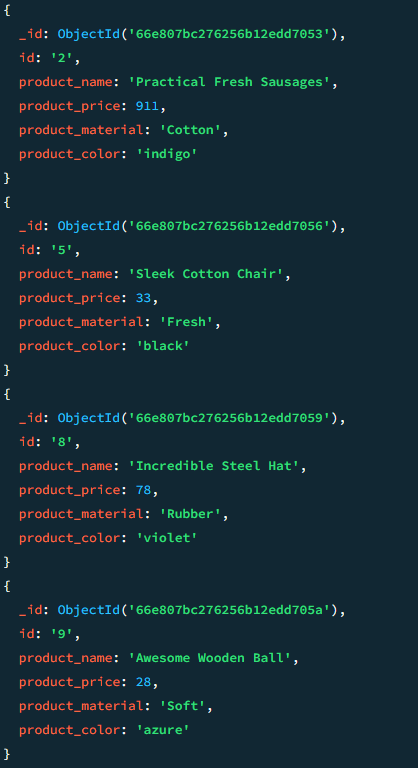 {
  _id: ObjectId('66e807bc276256b12edd7053'),
  id: '2',
  product_name: 'Practical Fresh Sausages',
  product_price: 911,
  product_material: 'Cotton',
  product_color: 'indigo'
}
{
  _id: ObjectId('66e807bc276256b12edd7056'),
  id: '5',
  product_name: 'Sleek Cotton Chair',
  product_price: 33,
  product_material: 'Fresh',
  product_color: 'black'
}
{
  _id: ObjectId('66e807bc276256b12edd7059'),
  id: '8',
  product_name: 'Incredible Steel Hat',
  product_price: 78,
  product_material: 'Rubber',
  product_color: 'violet'
}
{
  _id: ObjectId('66e807bc276256b12edd705a'),
  id: '9',
  product_name: 'Awesome Wooden Ball',
  product_price: 28,
  product_material: 'Soft',
  product_color: 'azure'
}